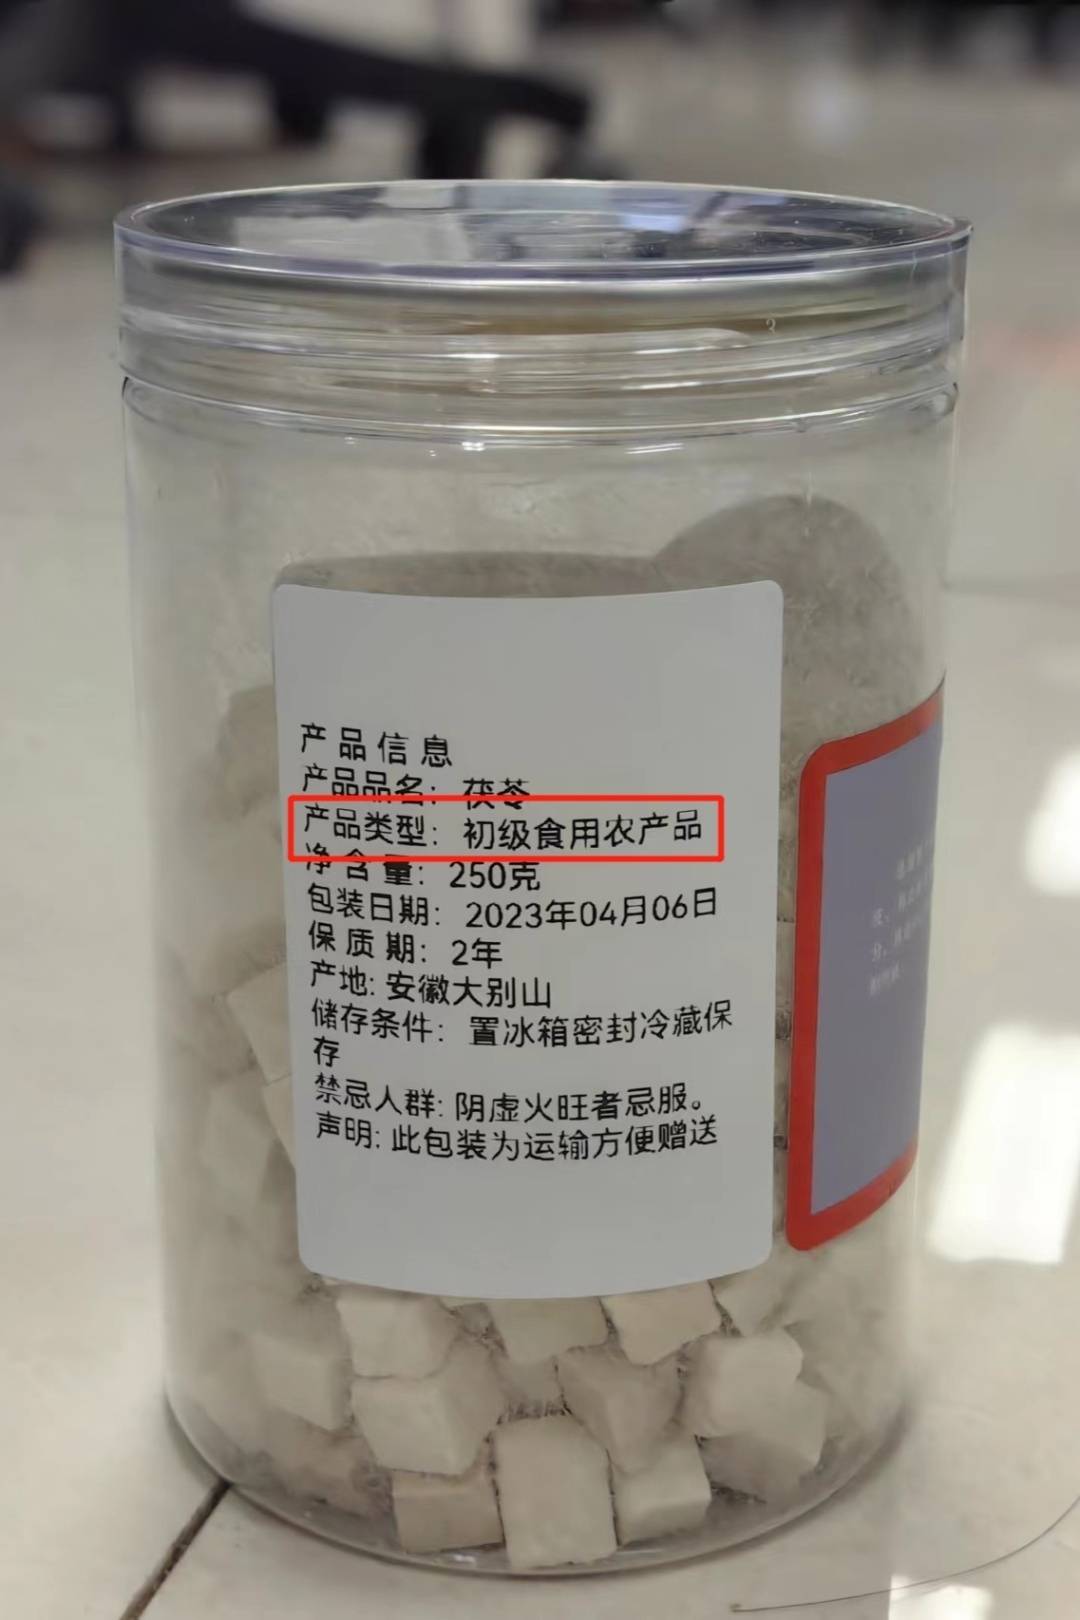 产品信息
产品品名：茯苓
产品类型：初级食用农产品
净含量：250克
包装日期：2023年04月06日
保质期：2年
产地:安徽大别山
储存条件：置冰箱密封冷藏保
存
禁忌人群:阴虚火旺者忌服。
声明:此包装为运输方便赠送
3